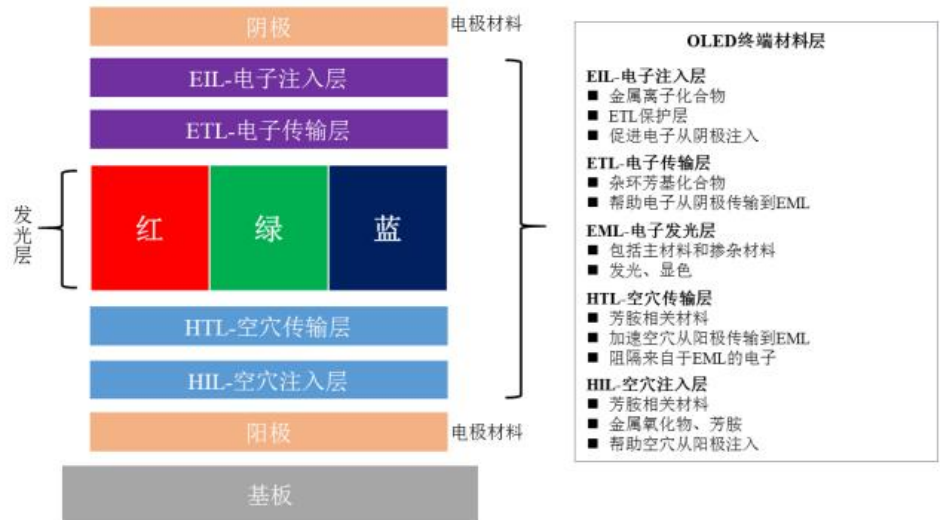 阴极
电极材料
EIL-电子注入层
ETL-电子传输层
发光层
红
绿
蓝
HTL-空穴传输层
HIL-空穴注入层
阳极
电极材料
基板
OLED终端材料层
EIL-电子注入层
■ 金属离子化合物
■ ETL保护层
■ 促进电子从阴极注入
ETL-电子传输层
■ 杂环芳基化合物
■ 帮助电子从阴极传输到EML
EML-电子发光层
■ 包括主材料和掺杂材料
■ 发光、显色
HTL-空穴传输层
■ 芳胺相关材料
■ 加速空穴从阳极传输到EML
■ 阻隔来自于EML的电子
HIL-空穴注入层
■ 芳胺相关材料
■ 金属氧化物、芳胺
■ 帮助空穴从阳极注入